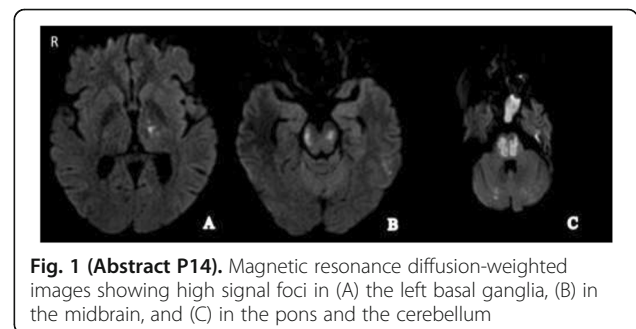 R
A
B
C
Fig. 1 (Abstract P14). Magnetic resonance diffusion-weighted
images showing high signal foci in (A) the left basal ganglia, (B) in
the midbrain, and (C) in the pons and the cerebellum